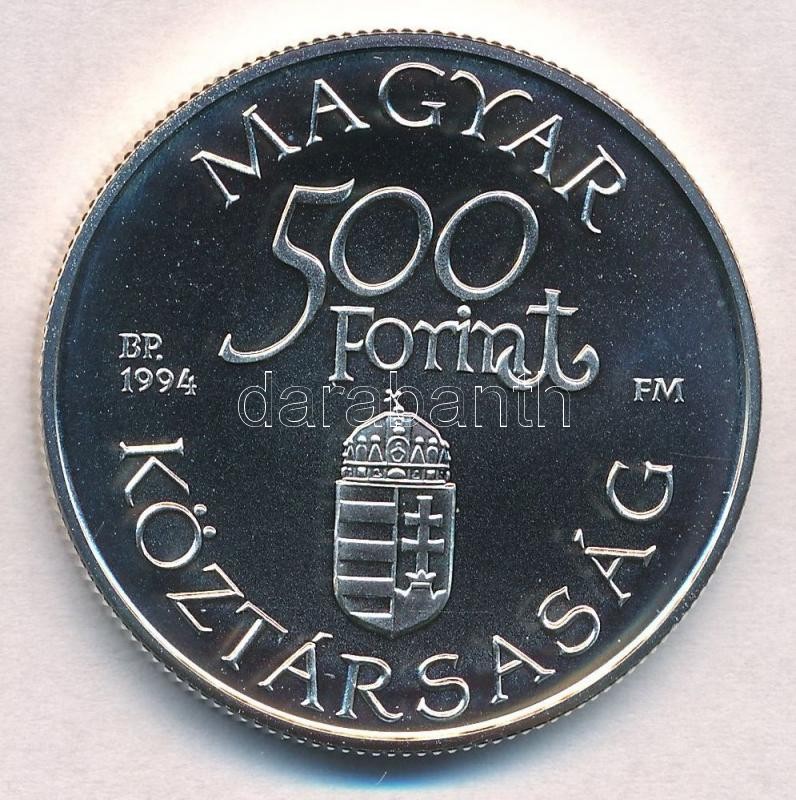 MAGYAR
500
Forint
BP.
1994
FM
KÖZTÁRSASÁG
darabanth